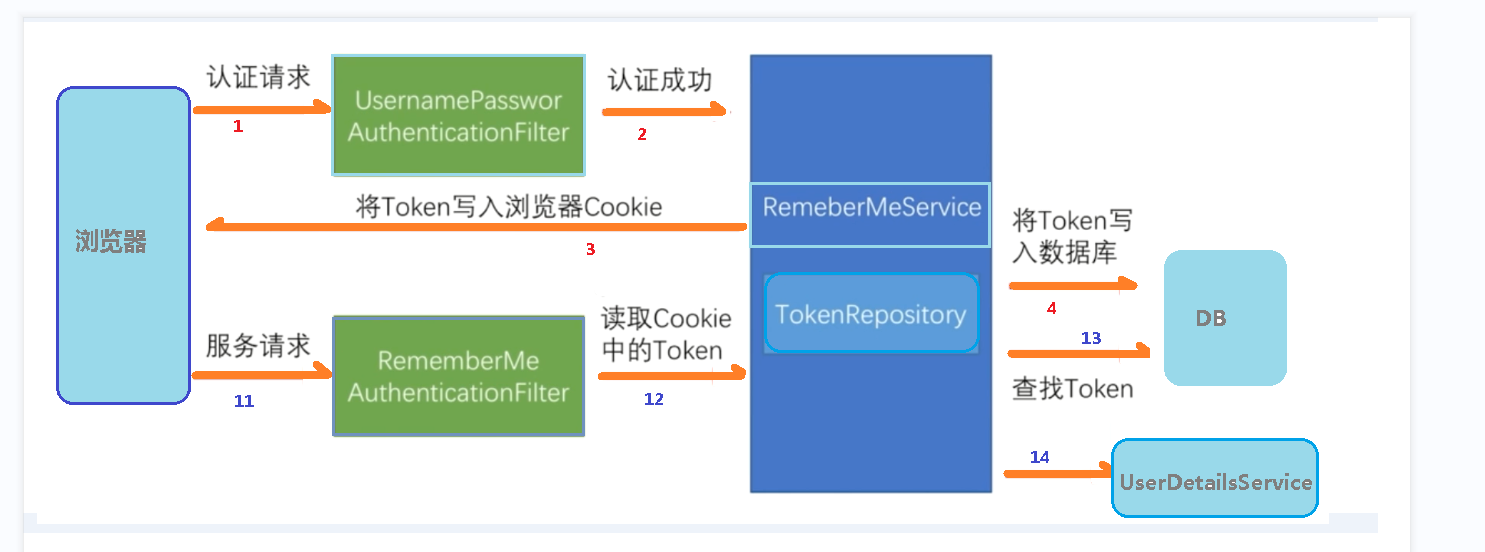 认证请求
1
UsernamePasswor
AuthenticationFilter
认证成功
2
将Token写入浏览器Cookie
3
浏览器
RemeberMeService
将Token写
入数据库
4
TokenRepository
DB
13
查找Token
服务请求
11
RememberMe
AuthenticationFilter
读取Cookie
中的Token
12
14
UserDetailsService